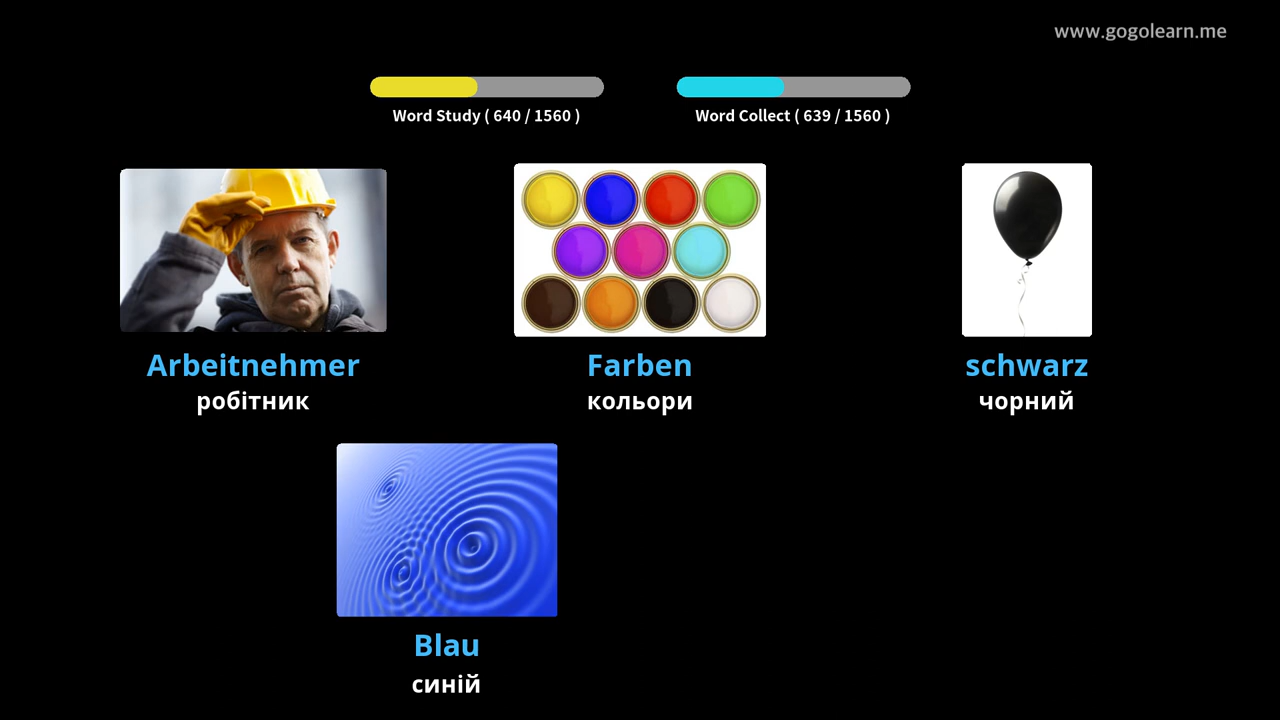 www.gogolearn.me
Word Study ( 640 / 1560 )
Word Collect ( 639 / 1560 )
Arbeitnehmer
робітник
Farben
кольори
schwarz
чорний
Blau
синій